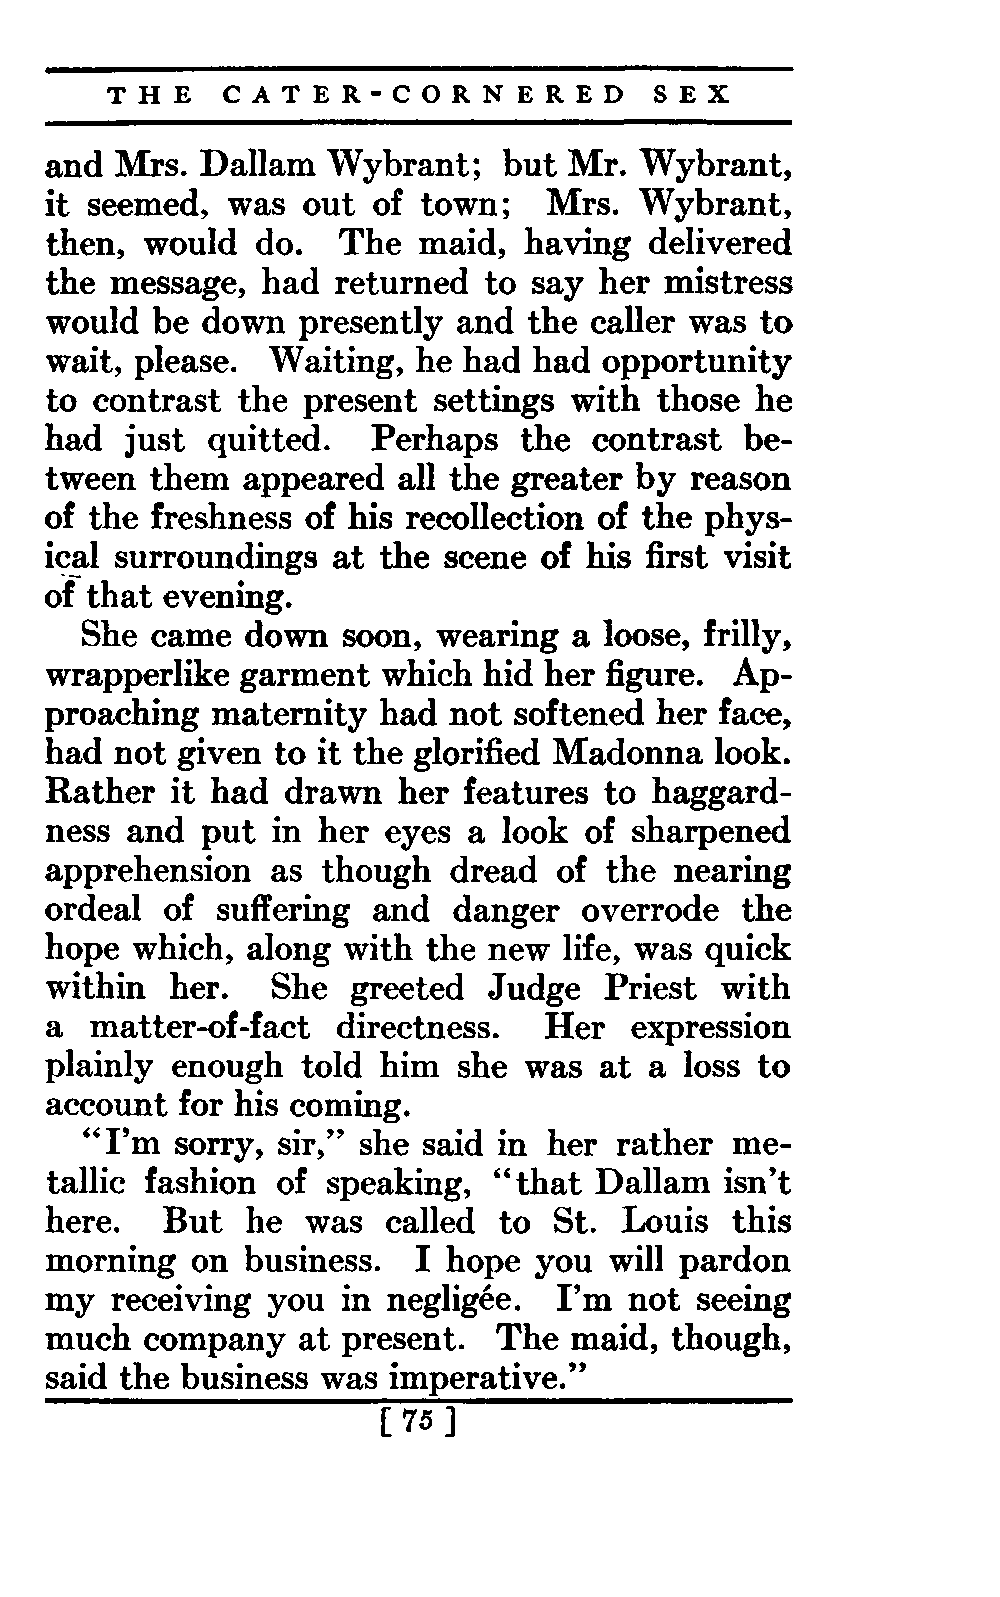 THE CATER-CORNERED SEX
and Mrs. Dallam Wybrant; but Mr. Wybrant,
it seemed, was out of town; Mrs. Wybrant,
then, would do. The maid, having delivered
the message, had returned to say her mistress
would be down presently and the caller was to
wait, please. Waiting, he had had opportunity
to contrast the present settings with those he
had just quitted. Perhaps the contrast be-
tween them appeared all the greater by reason
of the freshness of his recollection of the phys-
ical surroundings at the scene of his first visit
of that evening.
She came down soon, wearing a loose, frilly,
wrapperlike garment which hid her figure. Ap-
proaching maternity had not softened her face,
had not given to it the glorified Madonna look.
Rather it had drawn her features to haggard-
ness and put in her eyes a look of sharpened
apprehension as though dread of the nearing
ordeal of suffering and danger overrode the
hope which, along with the new life, was quick
within her. She greeted Judge Priest with
a matter-of-fact directness. Her expression
plainly enough told him she was at a loss to
account for his coming.
“I’m sorry, sir,” she said in her rather me-
tallic fashion of speaking, “that Dallam isn’t
here. But he was called to St. Louis this
morning on business. I hope you will pardon
my receiving you in negligée. I’m not seeing
much company at present. The maid, though,
said the business was imperative.”
[ 75 ]